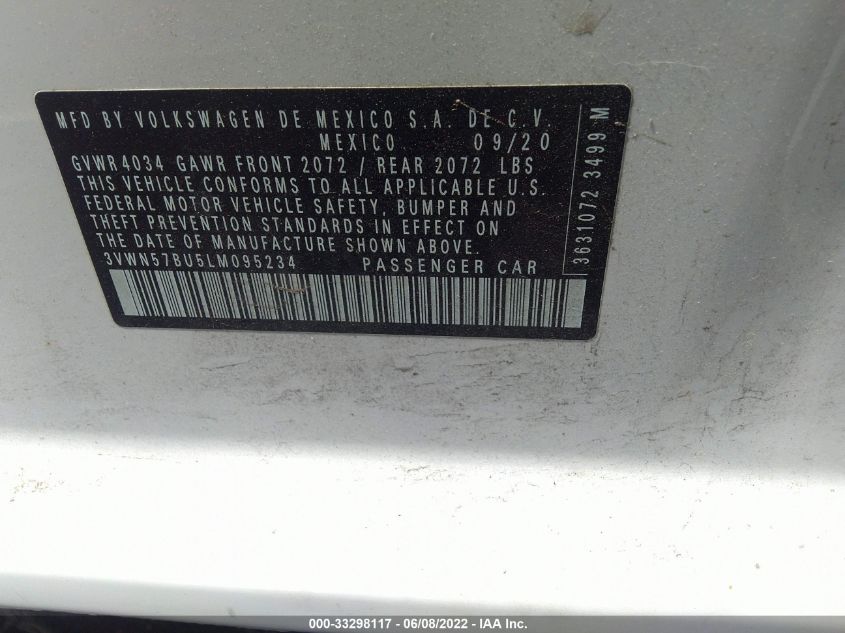 MFD BY VOLKSWAGEN DE MEXICO S.A. DE C.V.
MEXICO 09/20
GVWR4034 GAWR FRONT 2072 / REAR 2072 LBS
THIS VEHICLE CONFORMS TO ALL APPLICABLE U.S.
FEDERAL MOTOR VEHICLE SAFETY, BUMPER AND
THEFT PREVENTION STANDARDS IN EFFECT ON
THE DATE OF MANUFACTURE SHOWN ABOVE.
3VWN57BU5LM095234 PASSENGER CAR
3631072 3499 M
000-33298117 - 06/08/2022 - IAA Inc.